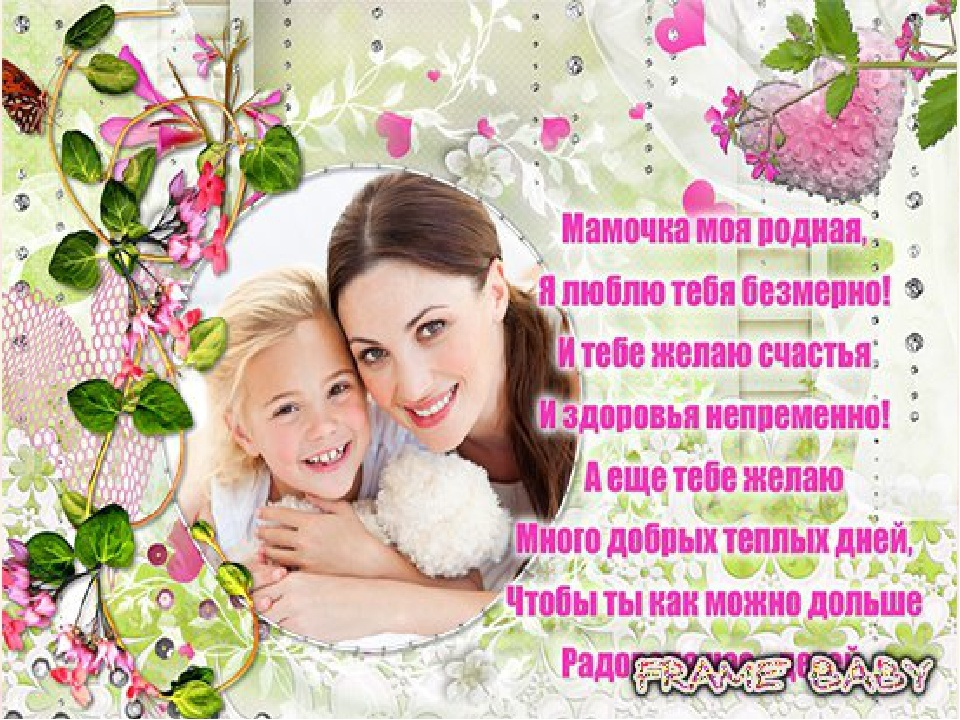 Мамочка моя родная,
Я люблю тебя безмерно!
И тебе желаю счастья
И здоровья непременно!
А еще тебе желаю
Много добрых теплых дней,
Чтобы ты как можно дольше
FRAME BABY